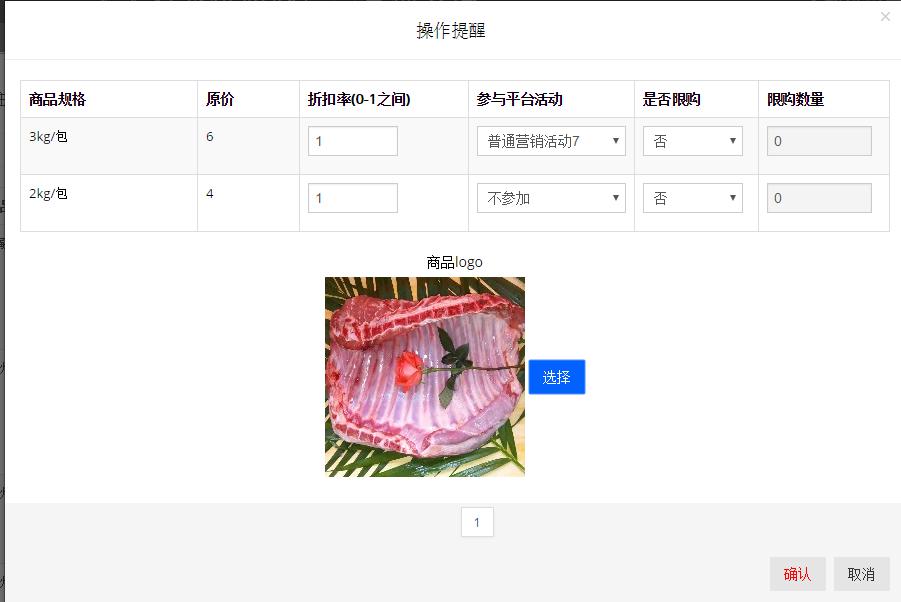 操作提醒
×
商品规格 原价 折扣率(0-1之间) 参与平台活动 是否限购 限购数量
3kg/包 6 1 普通营销活动7 否 0
2kg/包 4 1 不参加 否 0
商品logo
选择
1
确认 取消